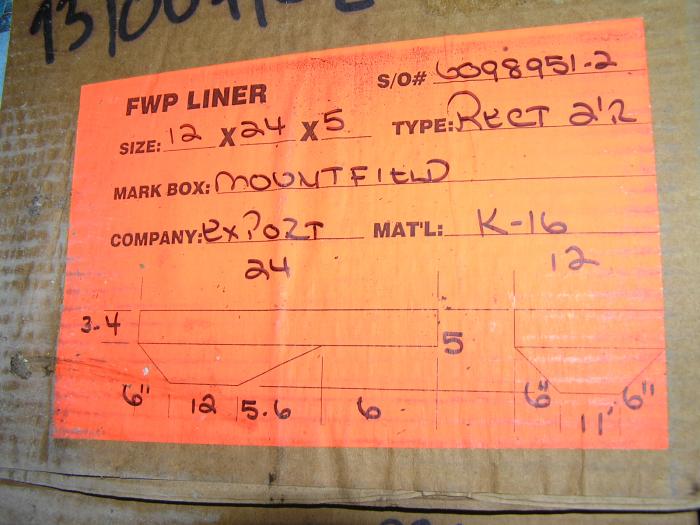 FWP LINER S/O# 6098951-2
SIZE: 12 X 24 X 5 TYPE: RECT 2'R
MARK BOX: MOUNTFIELD
COMPANY: EXPORT MAT'L: K-16
24 12
3-4
5
6" 12 5.6 6 6" 11' 6"